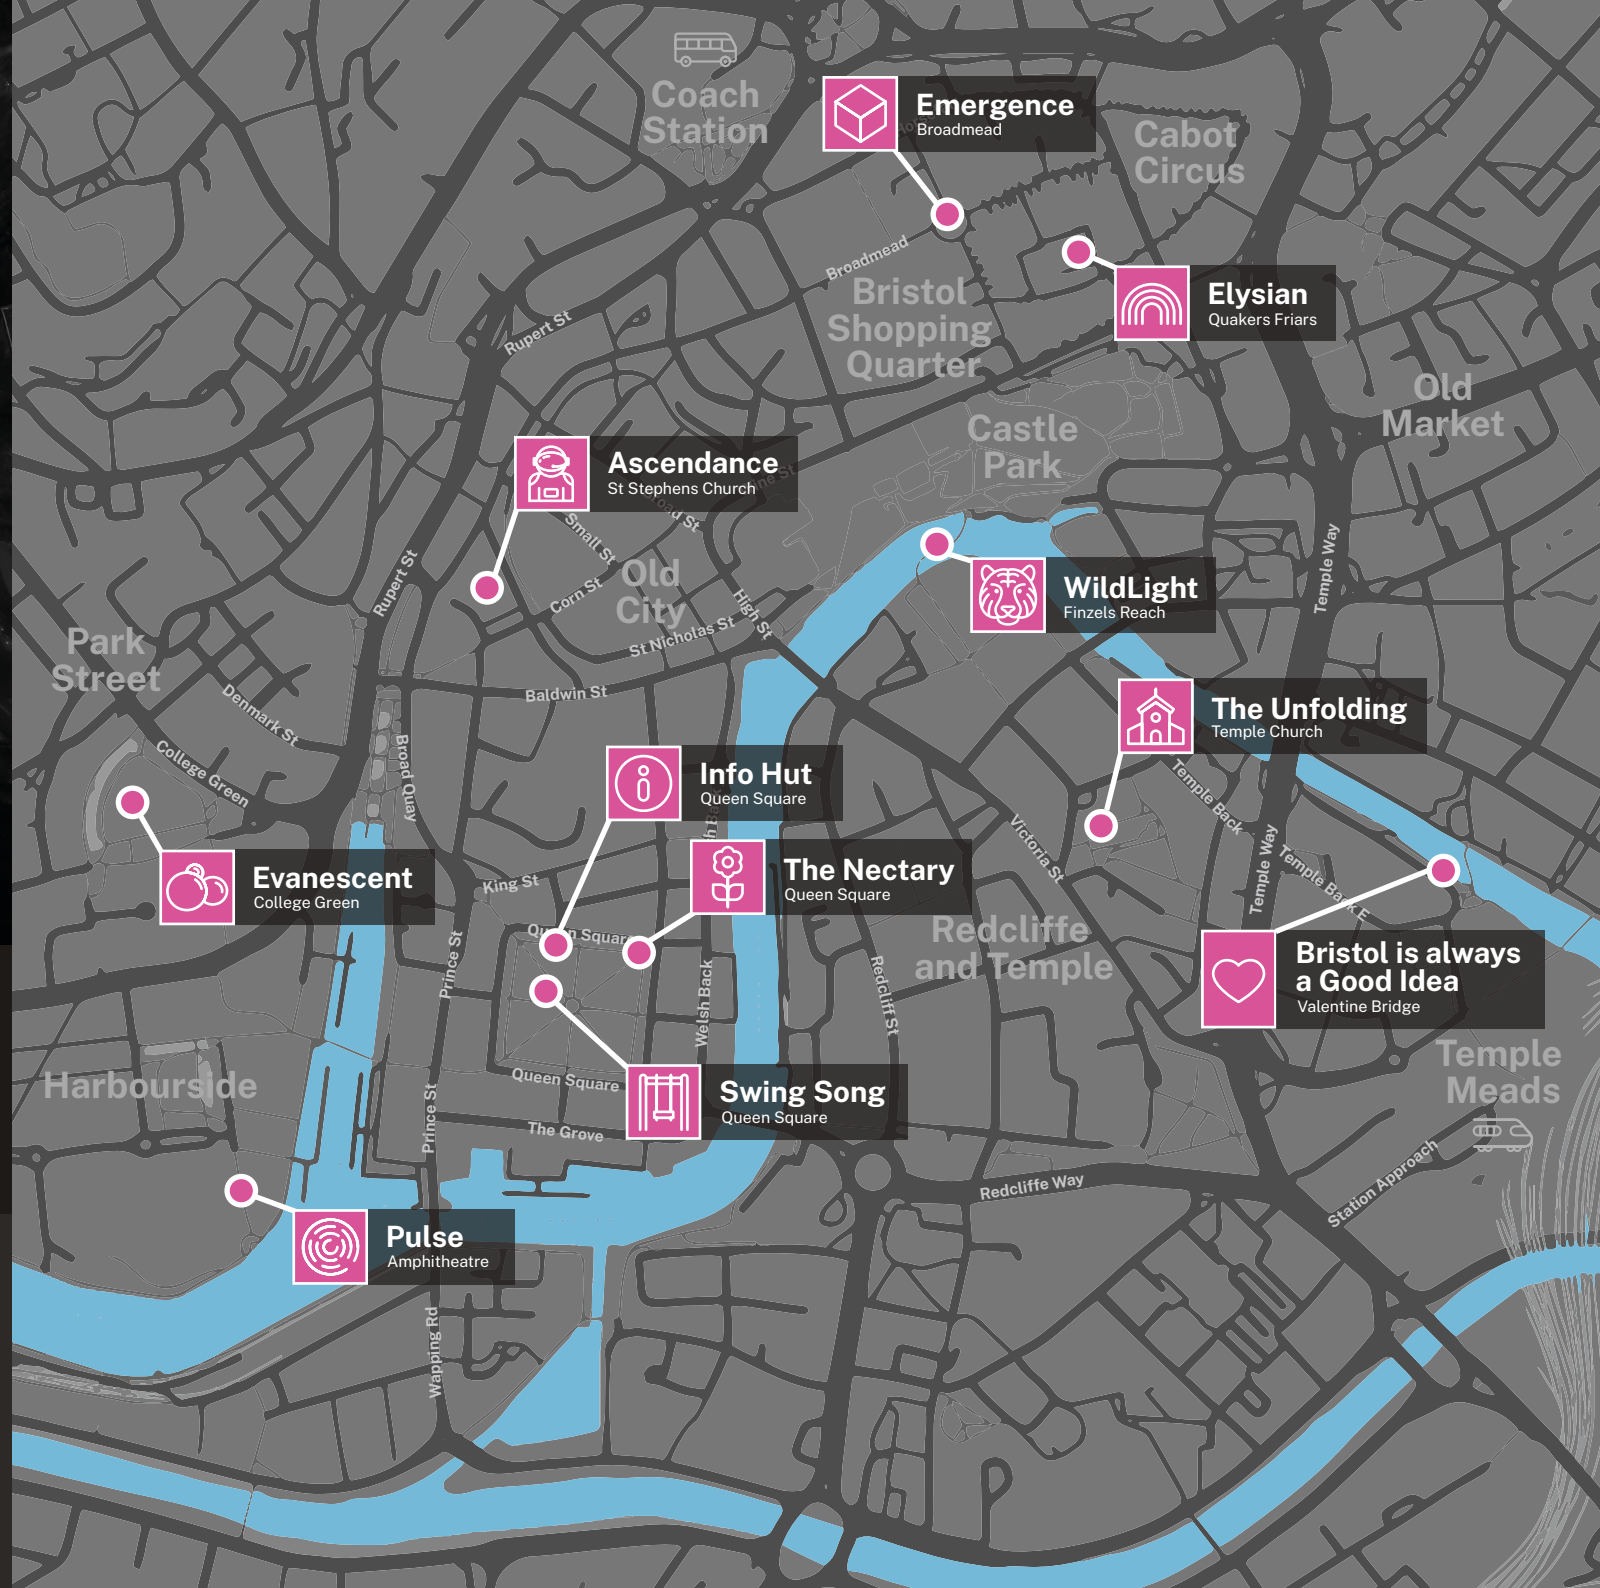 Coach
Station
Emergence
Broadmead
Cabot
Circus
Broadmead
Bristol
Shopping
Quarter
Elysian
Quakers Friars
Rupert St
Old
Market
Castle
Park
Ascendance
St Stephens Church
Small St
Old
City
Corn St
High St
St Nicholas St
Rupert St
WildLight
Finzels Reach
Temple Way
Park
Street
Denmark St
Baldwin St
College Green
Broad Quay
The Unfolding
Temple Church
Info Hut
Queen Square
Temple Back
Victoria St
Temple Way
Temple Back E
The Nectary
Queen Square
Evanescent
College Green
King St
Queen Square
Prince St
Welsh Back
Redcliff St
Redcliffe
and Temple
Bristol is always
a Good Idea
Valentine Bridge
Harbourside
Queen Square
Swing Song
Queen Square
Temple
Meads
Prince St
The Grove
Redcliffe Way
Station Approach
Pulse
Amphitheatre
Wapping Rd